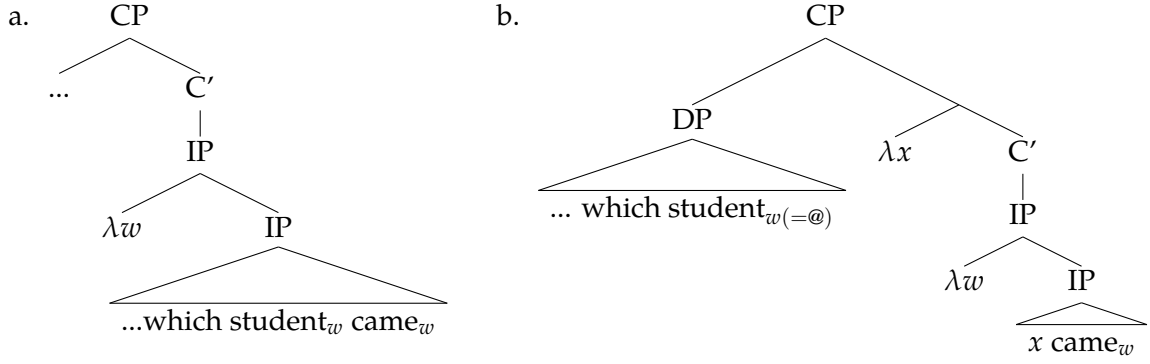 a.
CP
...
C′
IP
λw
IP
...which student_w came_w
b.
CP
DP
... which student_w(=@)
λx
C′
IP
λw
IP
x came_w